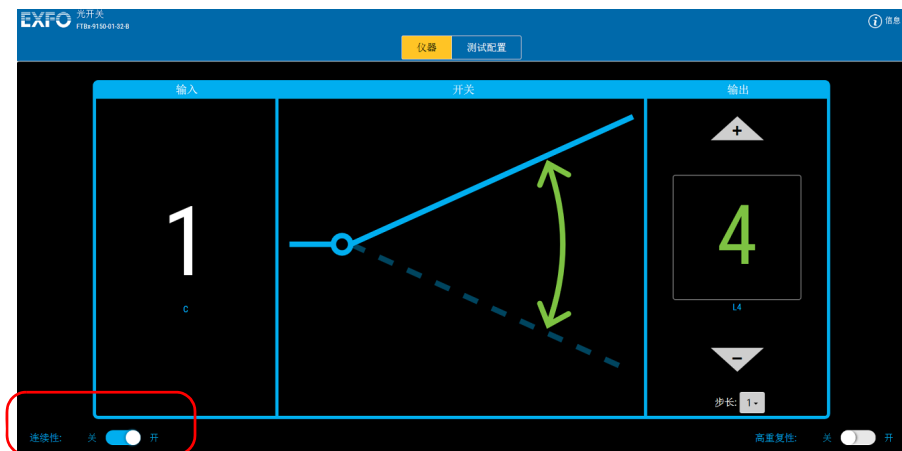 EXFO 光开关
FTBx-9150-01-32-B
信息
仪器 测试配置
输入 开关 输出
+
1 4
C L4
−
步长: 1
连续性: 关 开 高重复性: 关 开